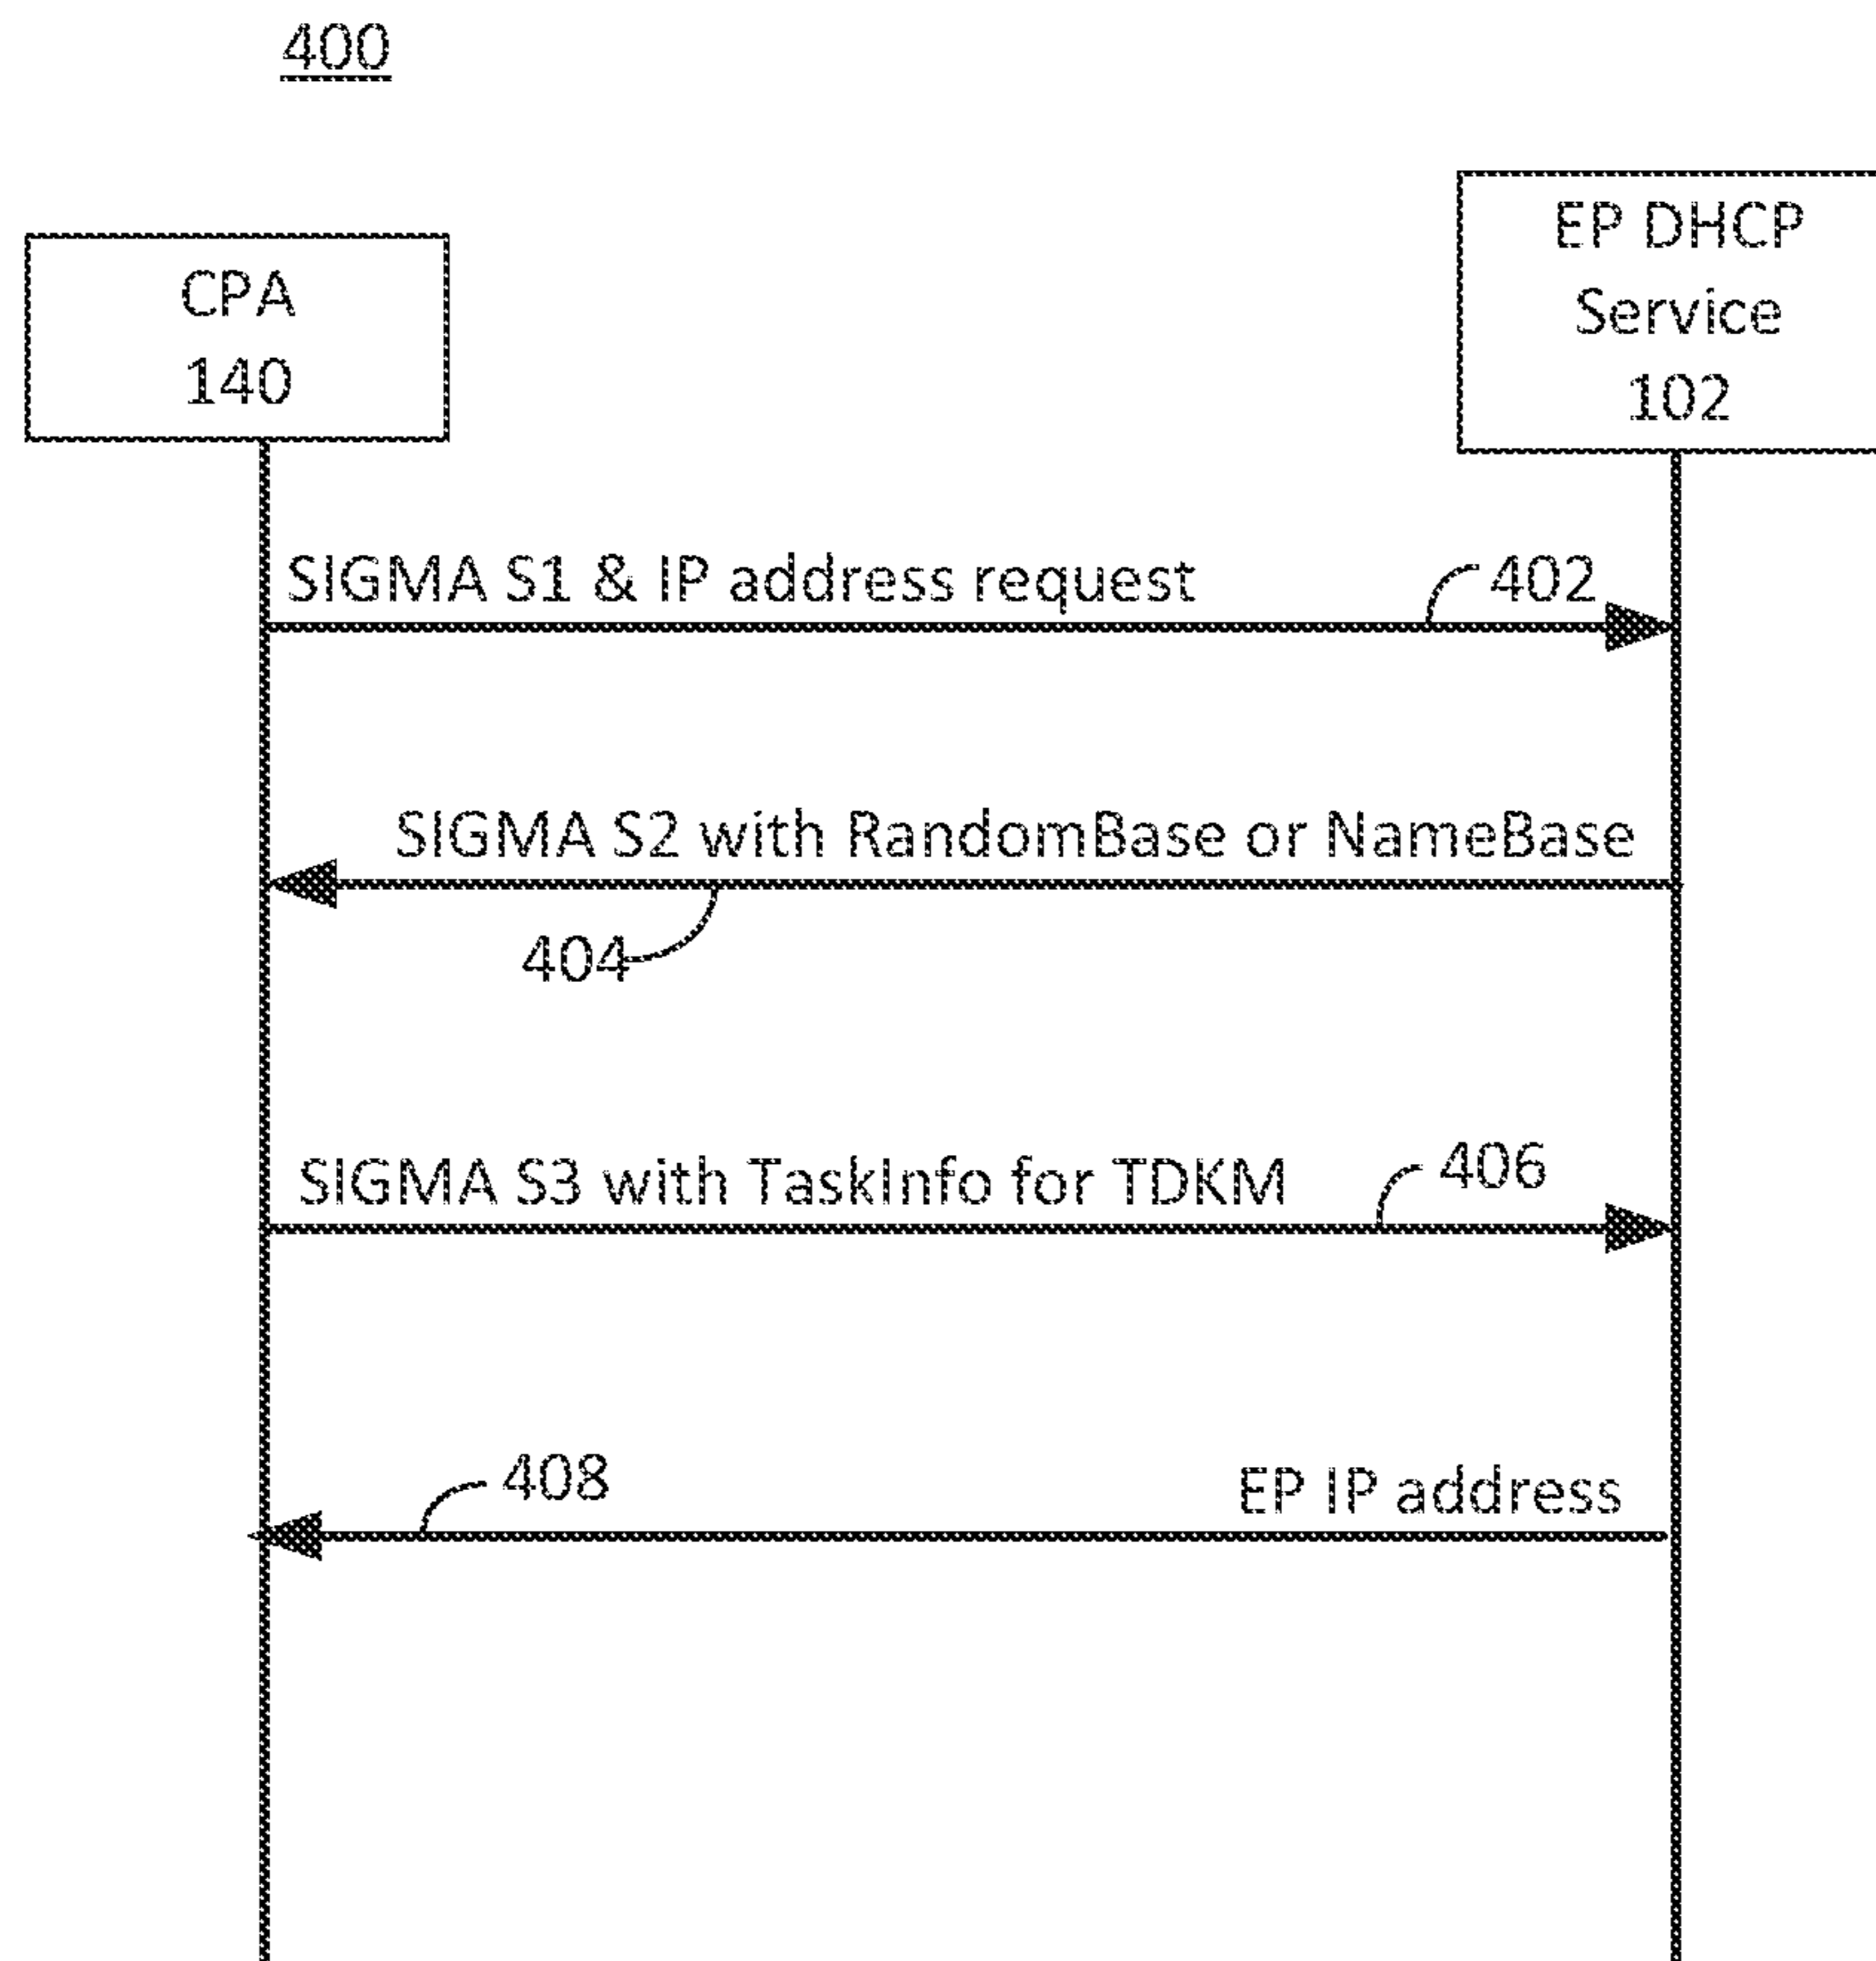 400
CPA
140
EP DHCP
Service
102
SIGMA S1 & IP address request
402
SIGMA S2 with RandomBase or NameBase
404
SIGMA S3 with TaskInfo for TDKM
406
408
EP IP address